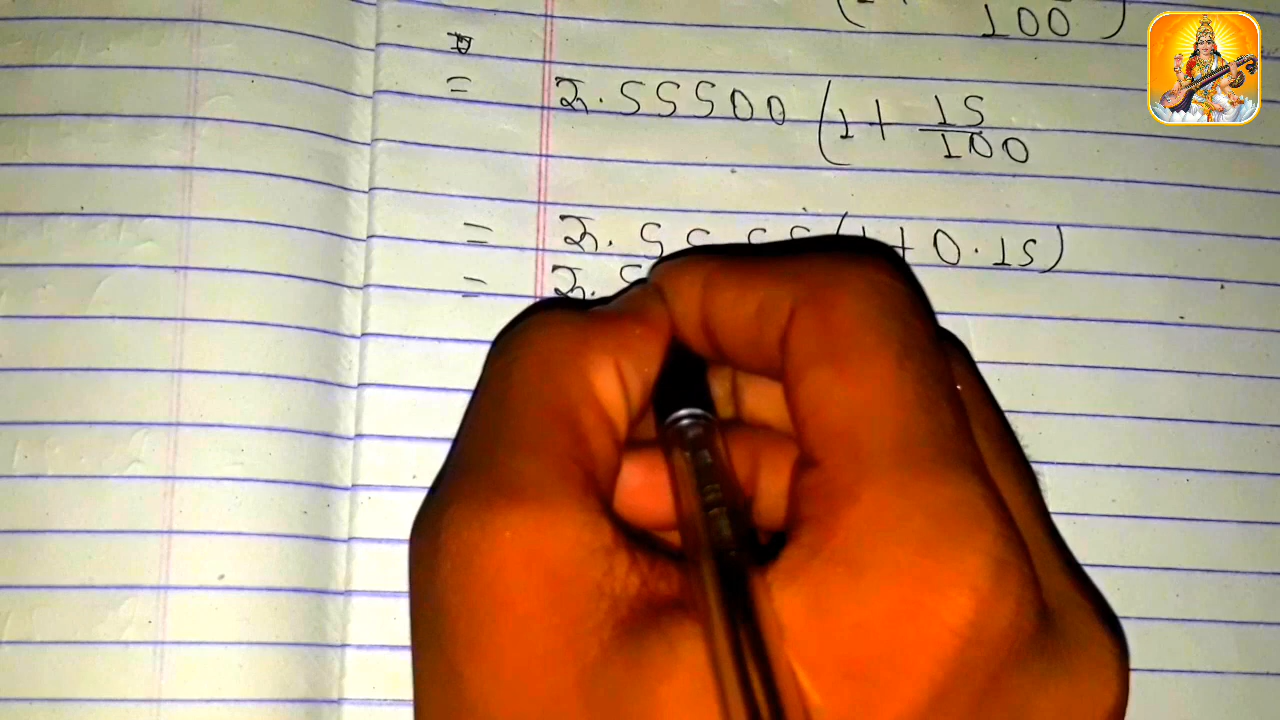 100)
=
रु. 55500 (1+ 15/100
= रु. 55 55 (1+0.15)
= रु. 5